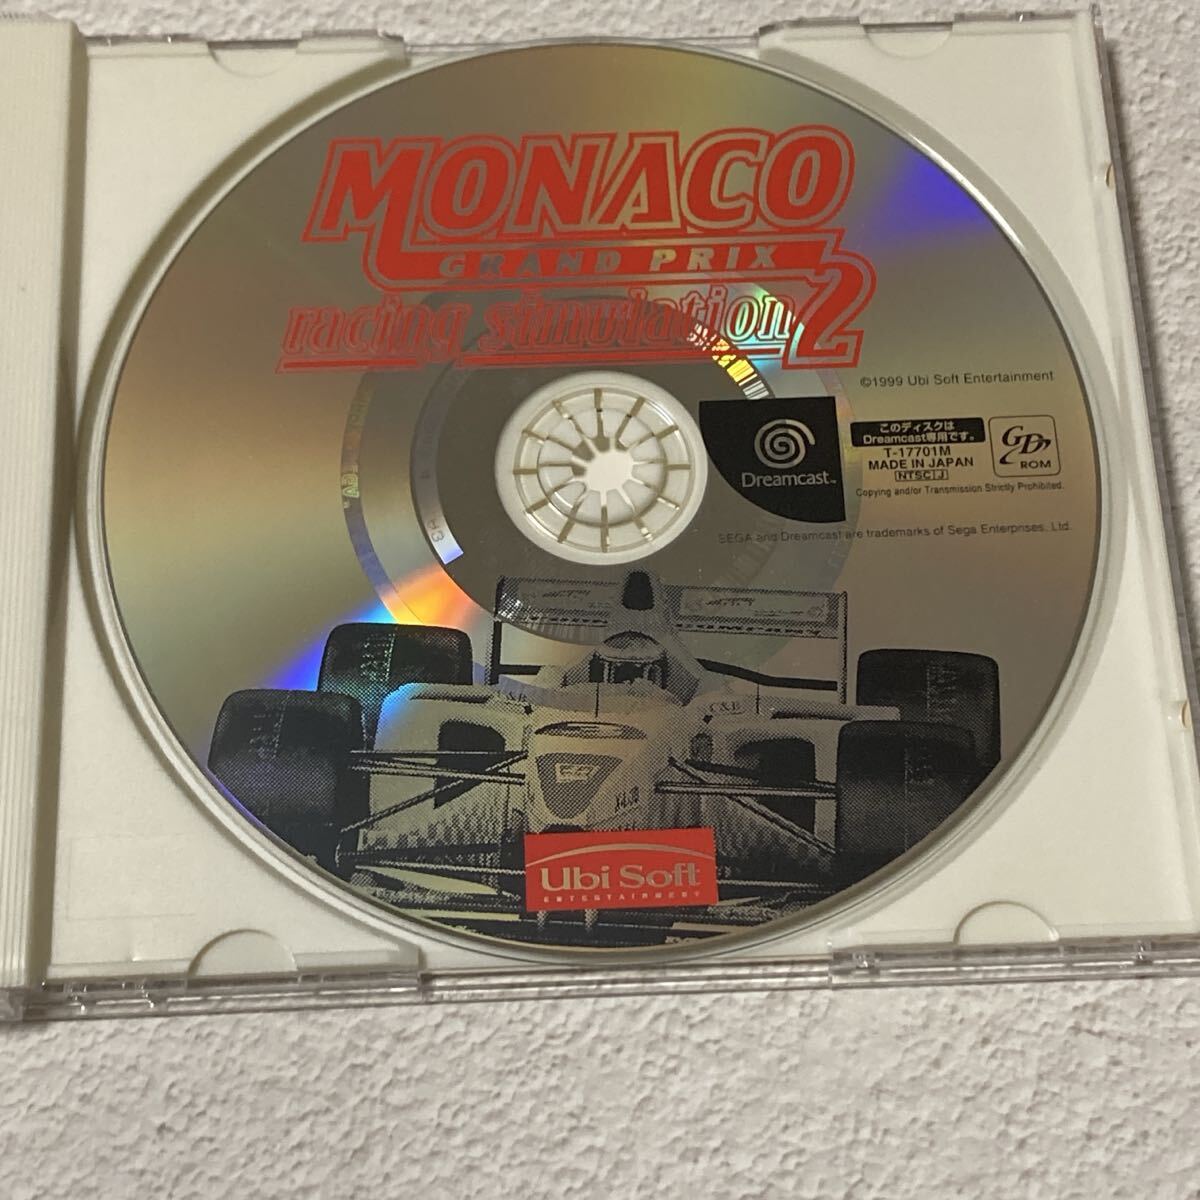 MONACO
GRAND PRIX
racing simulation 2
©1999 Ubi Soft Entertainment
このディスクは
Dreamcast専用です。
T-17701M
MADE IN JAPAN
NTSC J
GD
ROM
Dreamcast™
Copying and/or Transmission Strictly Prohibited.
SEGA and Dreamcast are trademarks of Sega Enterprises, Ltd.
C&B
C&B
Ubi Soft
ENTERTAINMENT